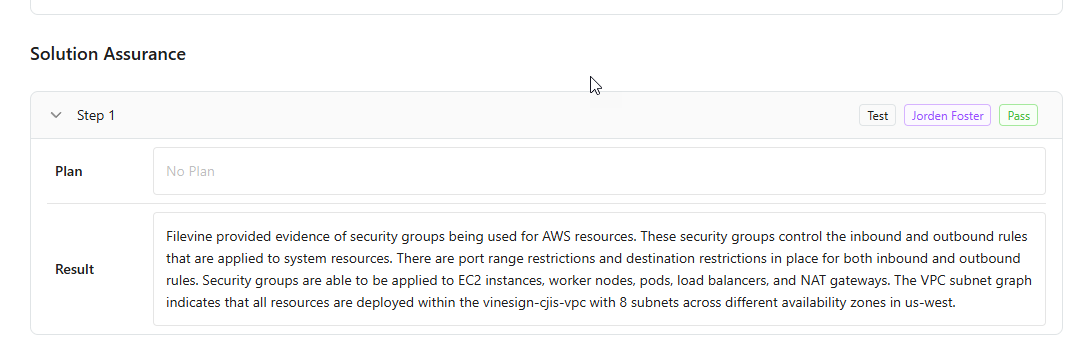 Solution Assurance
Step 1
Test
Jorden Foster
Pass
Plan
No Plan
Result
Filevine provided evidence of security groups being used for AWS resources. These security groups control the inbound and outbound rules
that are applied to system resources. There are port range restrictions and destination restrictions in place for both inbound and outbound
rules. Security groups are able to be applied to EC2 instances, worker nodes, pods, load balancers, and NAT gateways. The VPC subnet graph
indicates that all resources are deployed within the vinesign-cjis-vpc with 8 subnets across different availability zones in us-west.